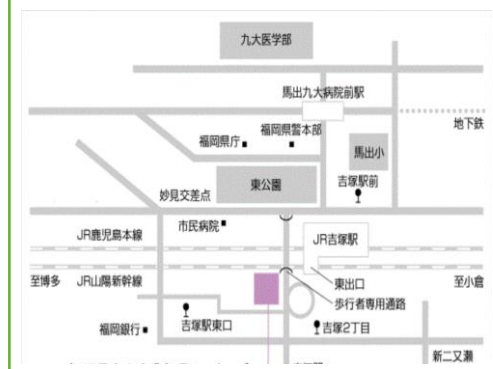 九大医学部
馬出九大病院前駅
地下鉄
福岡県警本部
福岡県庁
馬出小
東公園
吉塚駅前
妙見交差点
市民病院
JR鹿児島本線
JR吉塚駅
至博多
JR山陽新幹線
東出口
至小倉
歩行者専用通路
吉塚駅東口
吉塚2丁目
福岡銀行
新二又瀬